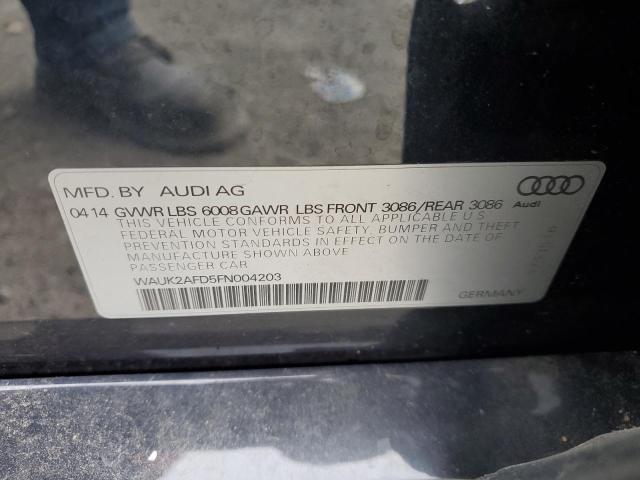 MFD. BY AUDI AG
04 14 GVWR LBS 6008 GAWR LBS FRONT 3086/REAR 3086
Audi
THIS VEHICLE CONFORMS TO ALL APPLICABLE U S
FEDERAL MOTOR VEHICLE SAFETY, BUMPER AND THEFT
PREVENTION STANDARDS IN EFFECT ON THE DATE OF
MANUFACTURE SHOWN ABOVE
PASSENGER CAR
WAUK2AFD5FN004203
GERMANY